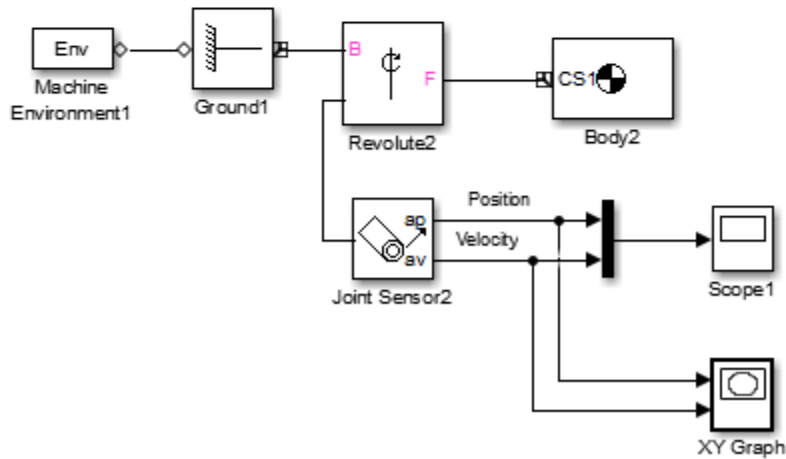 Env
Machine
Environment1
Ground1
B
F
Revolute2
CS1
Body2
Position
ap
Velocity
av
Joint Sensor2
Scope1
XY Graph